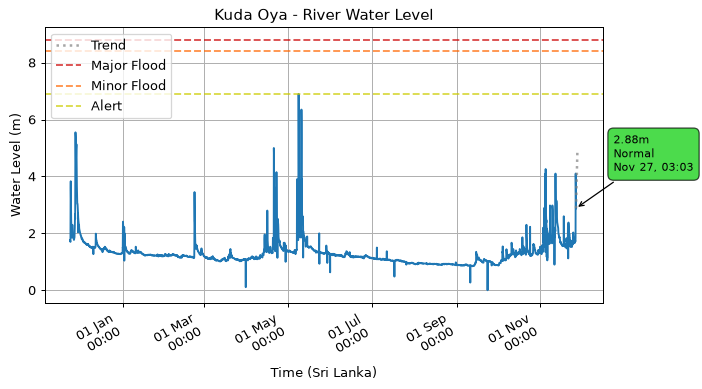 Kuda Oya - River Water Level
Trend
Major Flood
Minor Flood
Alert
8
6
4
2
0
Water Level (m)
2.88m
Normal
Nov 27, 03:03
01 Jan
00:00
01 Mar
00:00
01 May
00:00
01 Jul
00:00
01 Sep
00:00
01 Nov
00:00
Time (Sri Lanka)